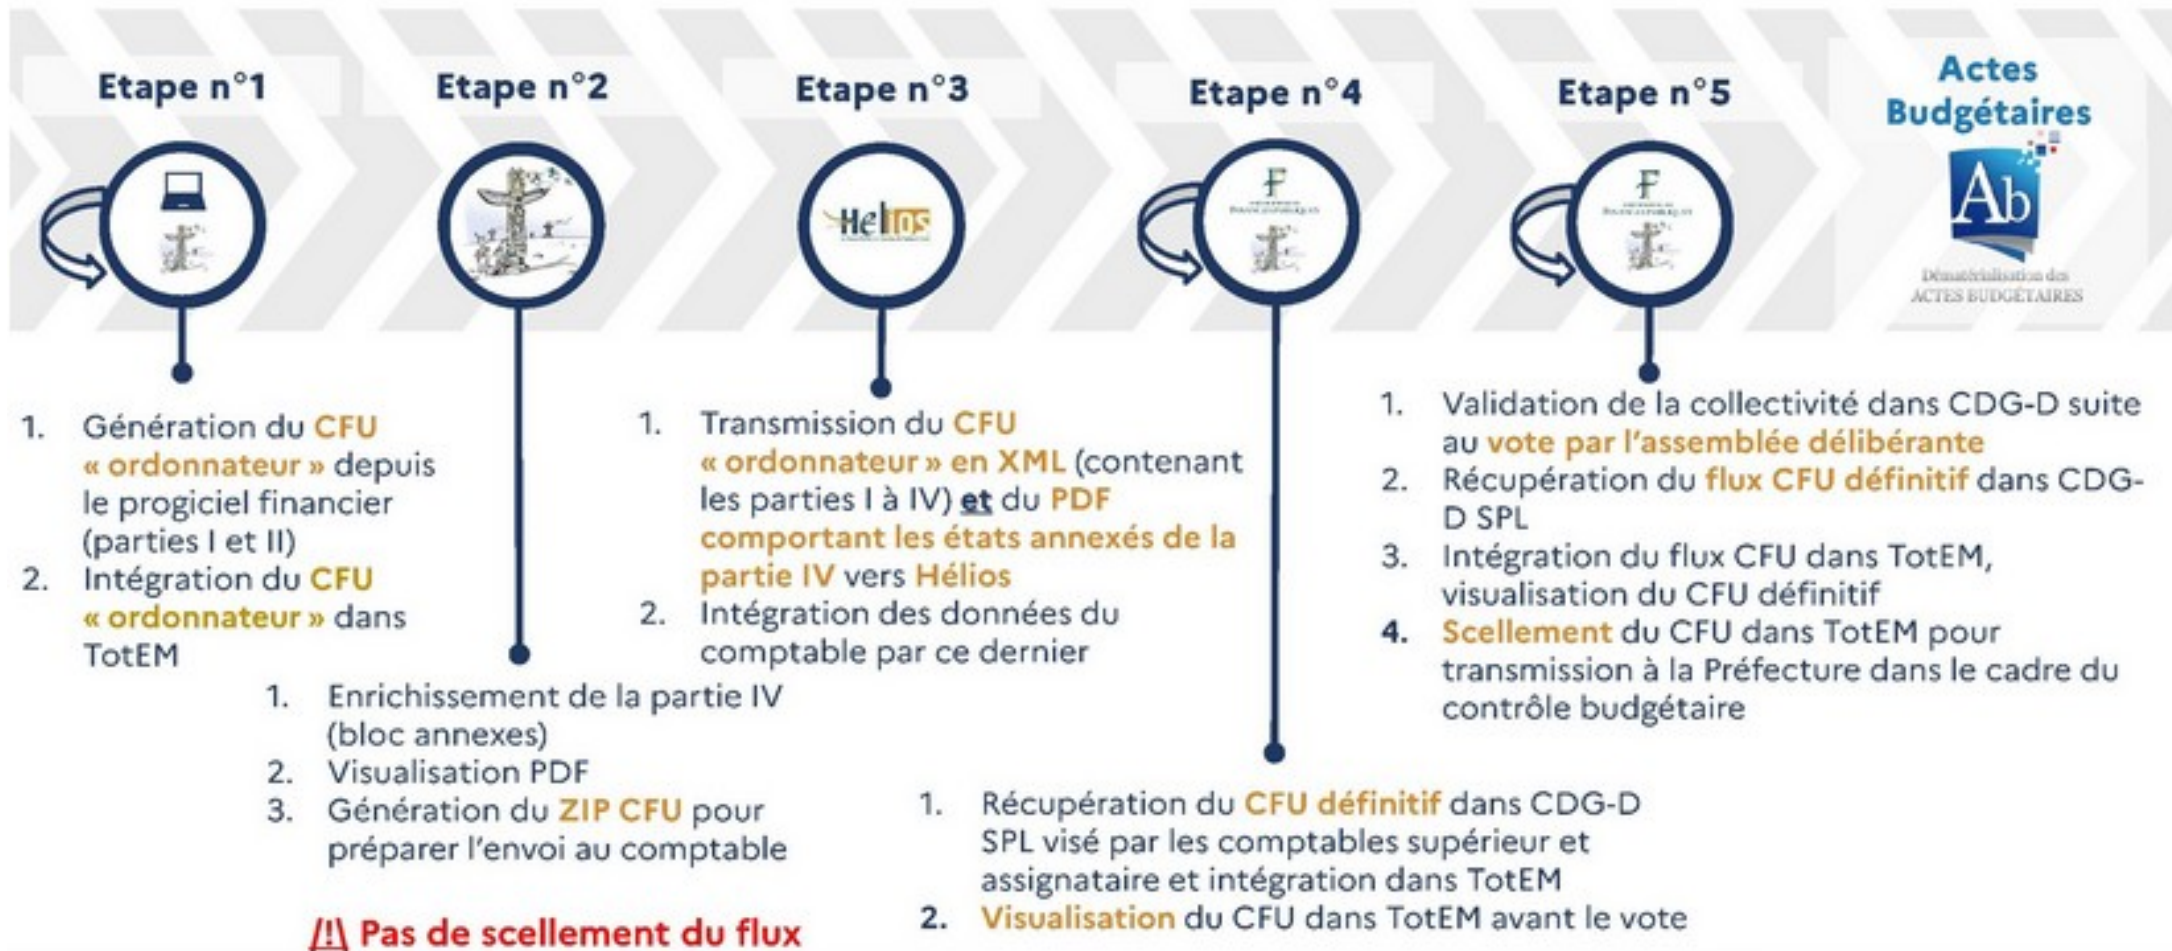 Etape n°1
Etape n°2
Etape n°3
Etape n°4
Etape n°5
Actes
Budgétaires
Helios
Ab
Dématérialisation des
ACTES BUDGÉTAIRES
F
FINANCES PUBLIQUES
F
FINANCES PUBLIQUES
1. Génération du CFU
« ordonnateur » depuis
le progiciel financier
(parties I et II)
2. Intégration du CFU
« ordonnateur » dans
TotEM
1. Enrichissement de la partie IV
(bloc annexes)
2. Visualisation PDF
3. Génération du ZIP CFU pour
préparer l'envoi au comptable
/!\ Pas de scellement du flux
1. Transmission du CFU
« ordonnateur » en XML (contenant
les parties I à IV) et du PDF
comportant les états annexés de la
partie IV vers Hélios
2. Intégration des données du
comptable par ce dernier
1. Récupération du CFU définitif dans CDG-D
SPL visé par les comptables supérieur et
assignataire et intégration dans TotEM
2. Visualisation du CFU dans TotEM avant le vote
1. Validation de la collectivité dans CDG-D suite
au vote par l'assemblée délibérante
2. Récupération du flux CFU définitif dans CDG-
D SPL
3. Intégration du flux CFU dans TotEM,
visualisation du CFU définitif
4. Scellement du CFU dans TotEM pour
transmission à la Préfecture dans le cadre du
contrôle budgétaire